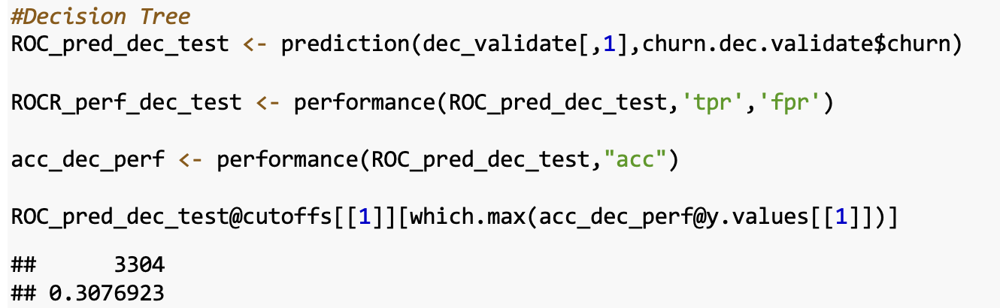 #Decision Tree
ROC_pred_dec_test <- prediction(dec_validate[,1],churn.dec.validate$churn)
ROCR_perf_dec_test <- performance(ROC_pred_dec_test,'tpr','fpr')
acc_dec_perf <- performance(ROC_pred_dec_test,"acc")
ROC_pred_dec_test@cutoffs[[1]][which.max(acc_dec_perf@y.values[[1]])]
##      3304
## 0.3076923